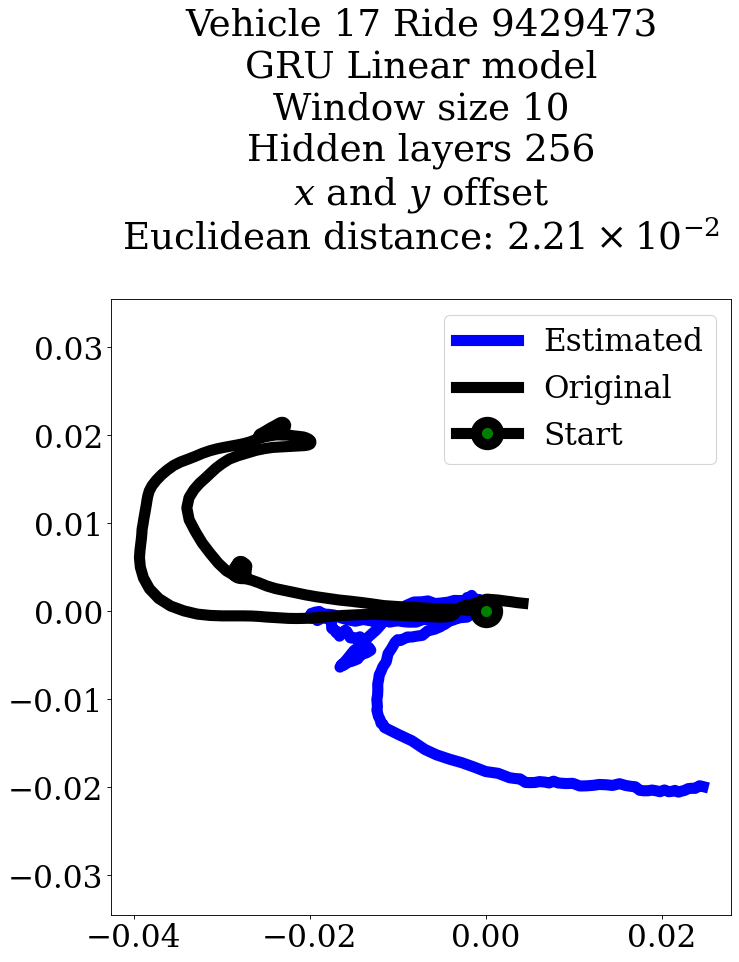 Vehicle 17 Ride 9429473
GRU Linear model
Window size 10
Hidden layers 256
x and y offset
Euclidean distance: 2.21 × 10⁻²
Estimated
Original
Start
0.03
0.02
0.01
0.00
−0.01
−0.02
−0.03
−0.04
−0.02
0.00
0.02